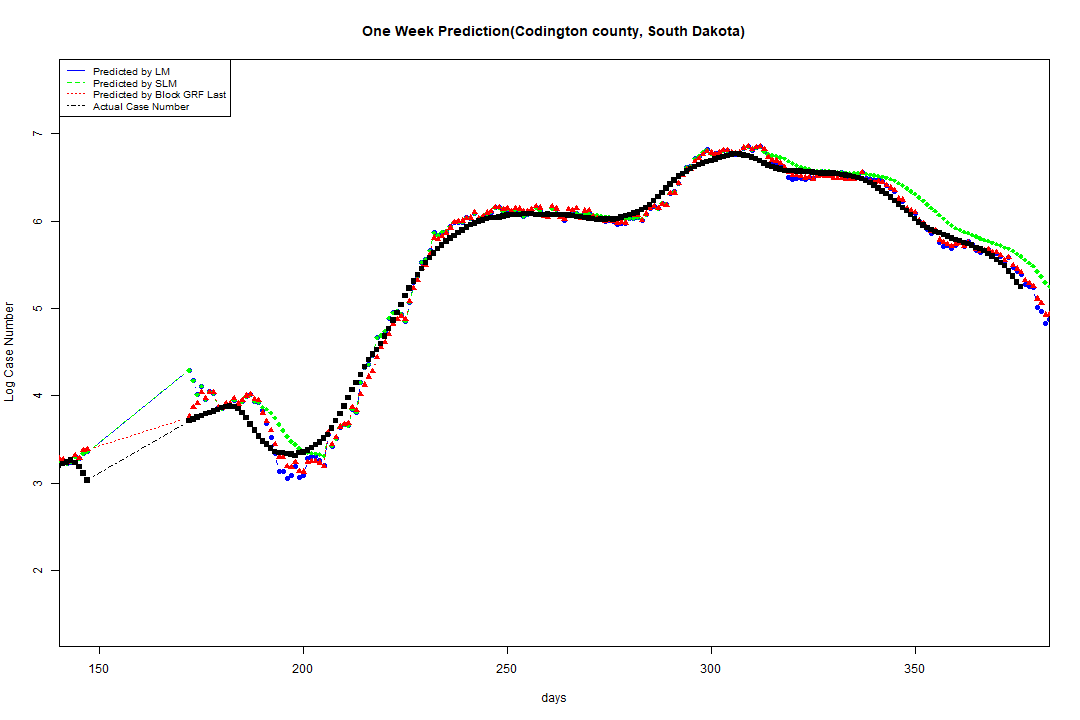 One Week Prediction(Codington county, South Dakota)
Predicted by LM
Predicted by SLM
Predicted by Block GRF Last
Actual Case Number
7
6
5
4
3
2
Log Case Number
150 200 250 300 350
days